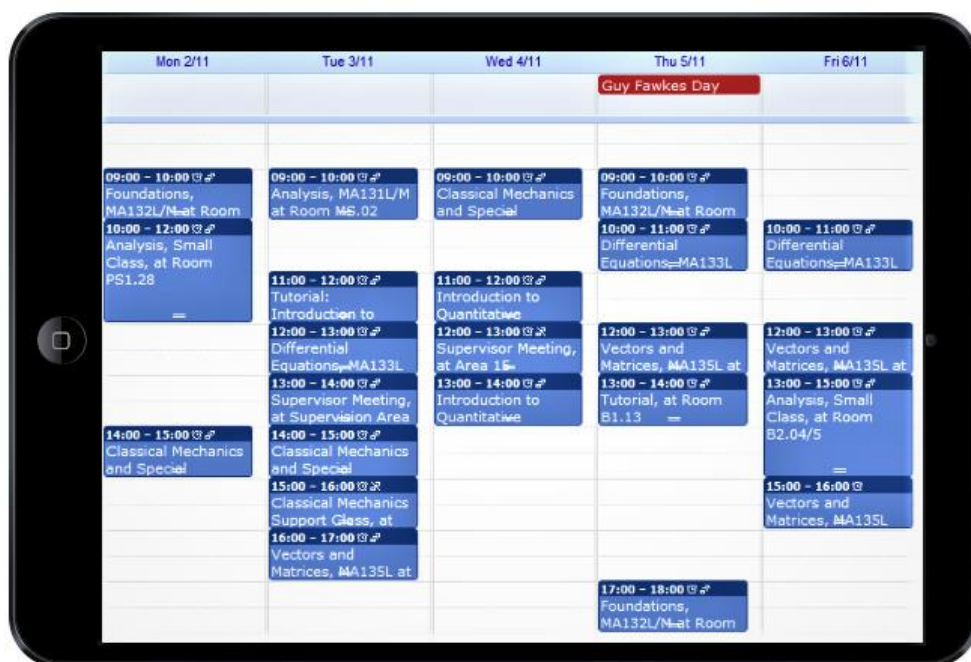 Mon 2/11
Tue 3/11
Wed 4/11
Thu 5/11
Fri 6/11
Guy Fawkes Day
09:00 – 10:00
Foundations,
MA132L/M at Room
10:00 – 12:00
Analysis, Small
Class, at Room
PS1.28
14:00 – 15:00
Classical Mechanics
and Special
09:00 – 10:00
Analysis, MA131L/M
at Room MS.02
11:00 – 12:00
Tutorial:
Introduction to
12:00 – 13:00
Differential
Equations, MA133L
13:00 – 14:00
Supervisor Meeting,
at Supervision Area
14:00 – 15:00
Classical Mechanics
and Special
15:00 – 16:00
Classical Mechanics
Support Class, at
16:00 – 17:00
Vectors and
Matrices, MA135L at
09:00 – 10:00
Classical Mechanics
and Special
11:00 – 12:00
Introduction to
Quantitative
12:00 – 13:00
Supervisor Meeting,
at Area 15
13:00 – 14:00
Introduction to
Quantitative
09:00 – 10:00
Foundations,
MA132L/M at Room
10:00 – 11:00
Differential
Equations, MA133L
12:00 – 13:00
Vectors and
Matrices, MA135L at
13:00 – 14:00
Tutorial, at Room
B1.13
17:00 – 18:00
Foundations,
MA132L/M at Room
10:00 – 11:00
Differential
Equations, MA133L
12:00 – 13:00
Vectors and
Matrices, MA135L at
13:00 – 15:00
Analysis, Small
Class, at Room
B2.04/5
15:00 – 16:00
Vectors and
Matrices, MA135L